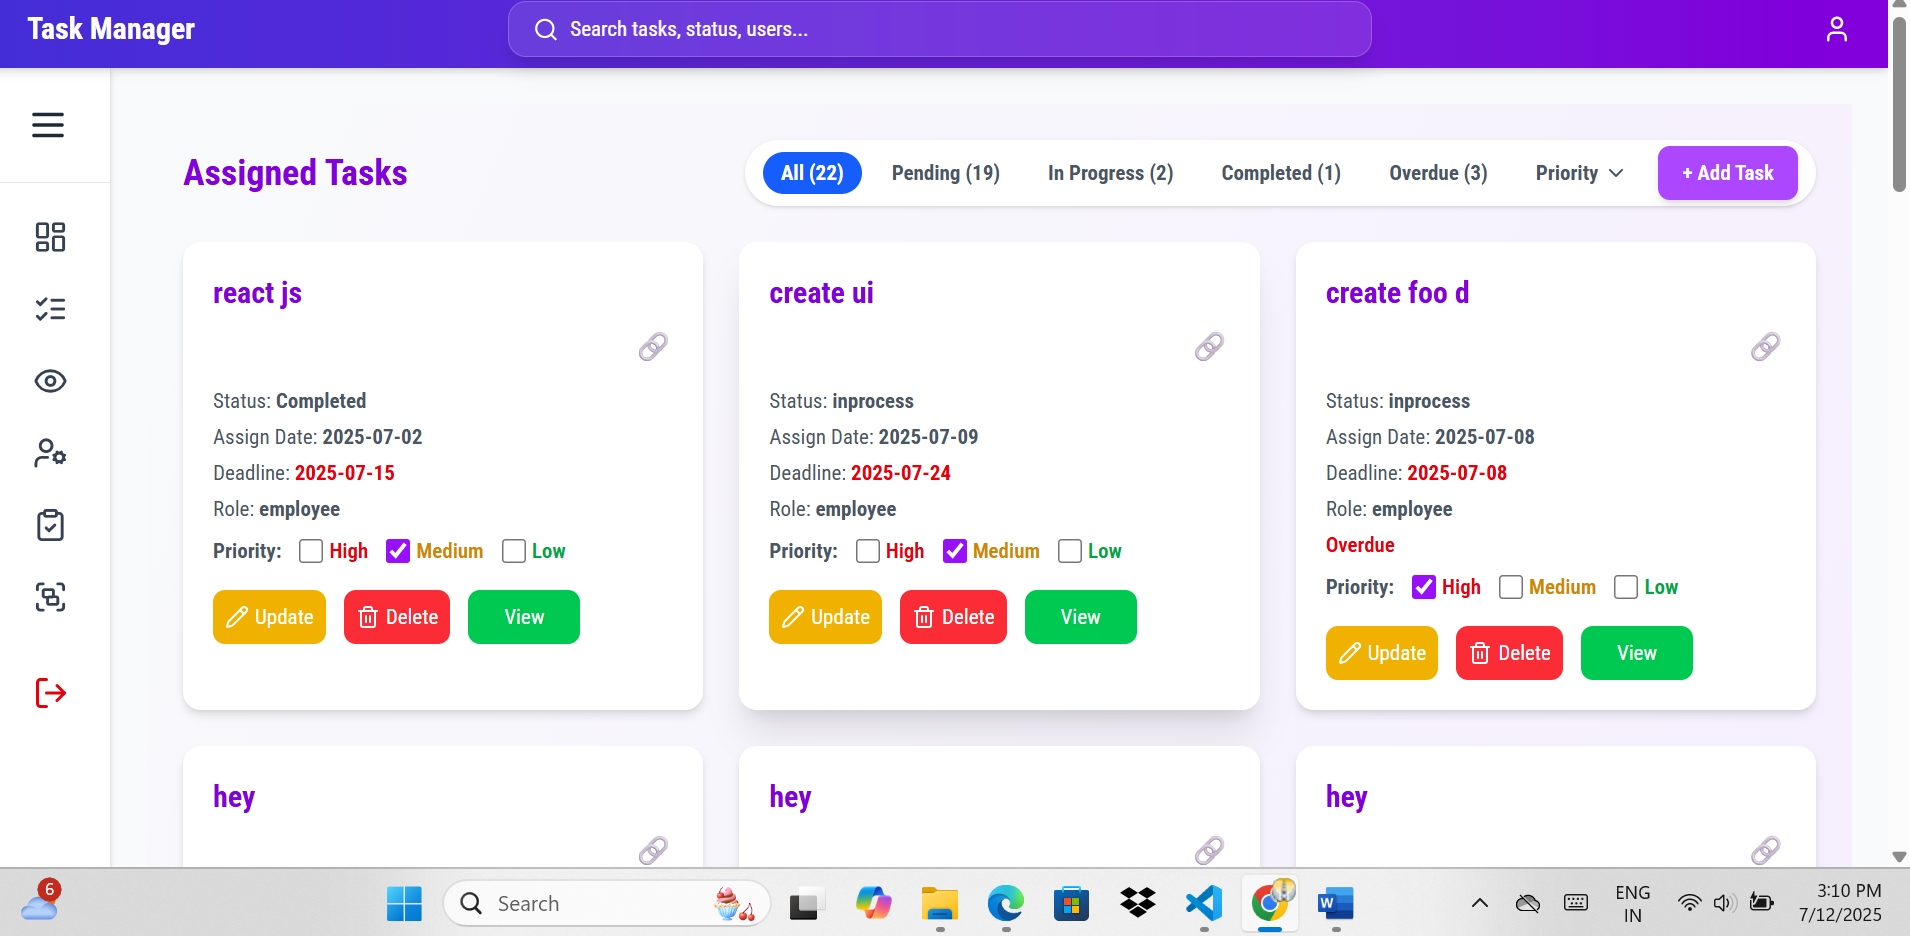 Task Manager
Search tasks, status, users...
Assigned Tasks
All (22)
Pending (19)
In Progress (2)
Completed (1)
Overdue (3)
Priority
+ Add Task
react js
Status: Completed
Assign Date: 2025-07-02
Deadline: 2025-07-15
Role: employee
Priority: High Medium Low
Update Delete View
create ui
Status: inprocess
Assign Date: 2025-07-09
Deadline: 2025-07-24
Role: employee
Priority: High Medium Low
Update Delete View
create foo d
Status: inprocess
Assign Date: 2025-07-08
Deadline: 2025-07-08
Role: employee
Overdue
Priority: High Medium Low
Update Delete View
hey
hey
hey
6
Search
W
ENG
IN
3:10 PM
7/12/2025